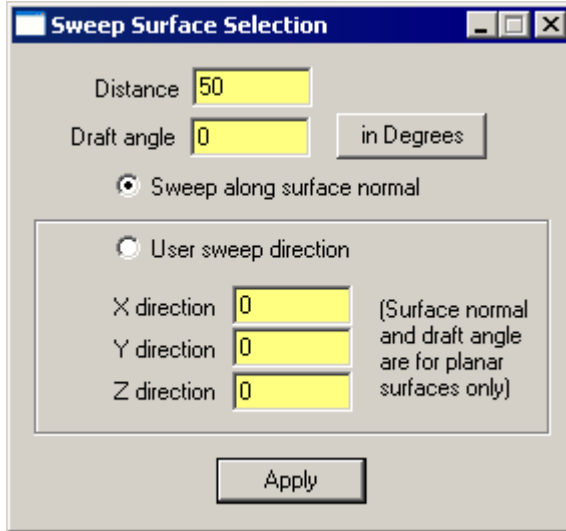 Sweep Surface Selection
Distance 50
Draft angle 0 in Degrees
Sweep along surface normal
User sweep direction
X direction 0
Y direction 0
Z direction 0
(Surface normal
and draft angle
are for planar
surfaces only)
Apply